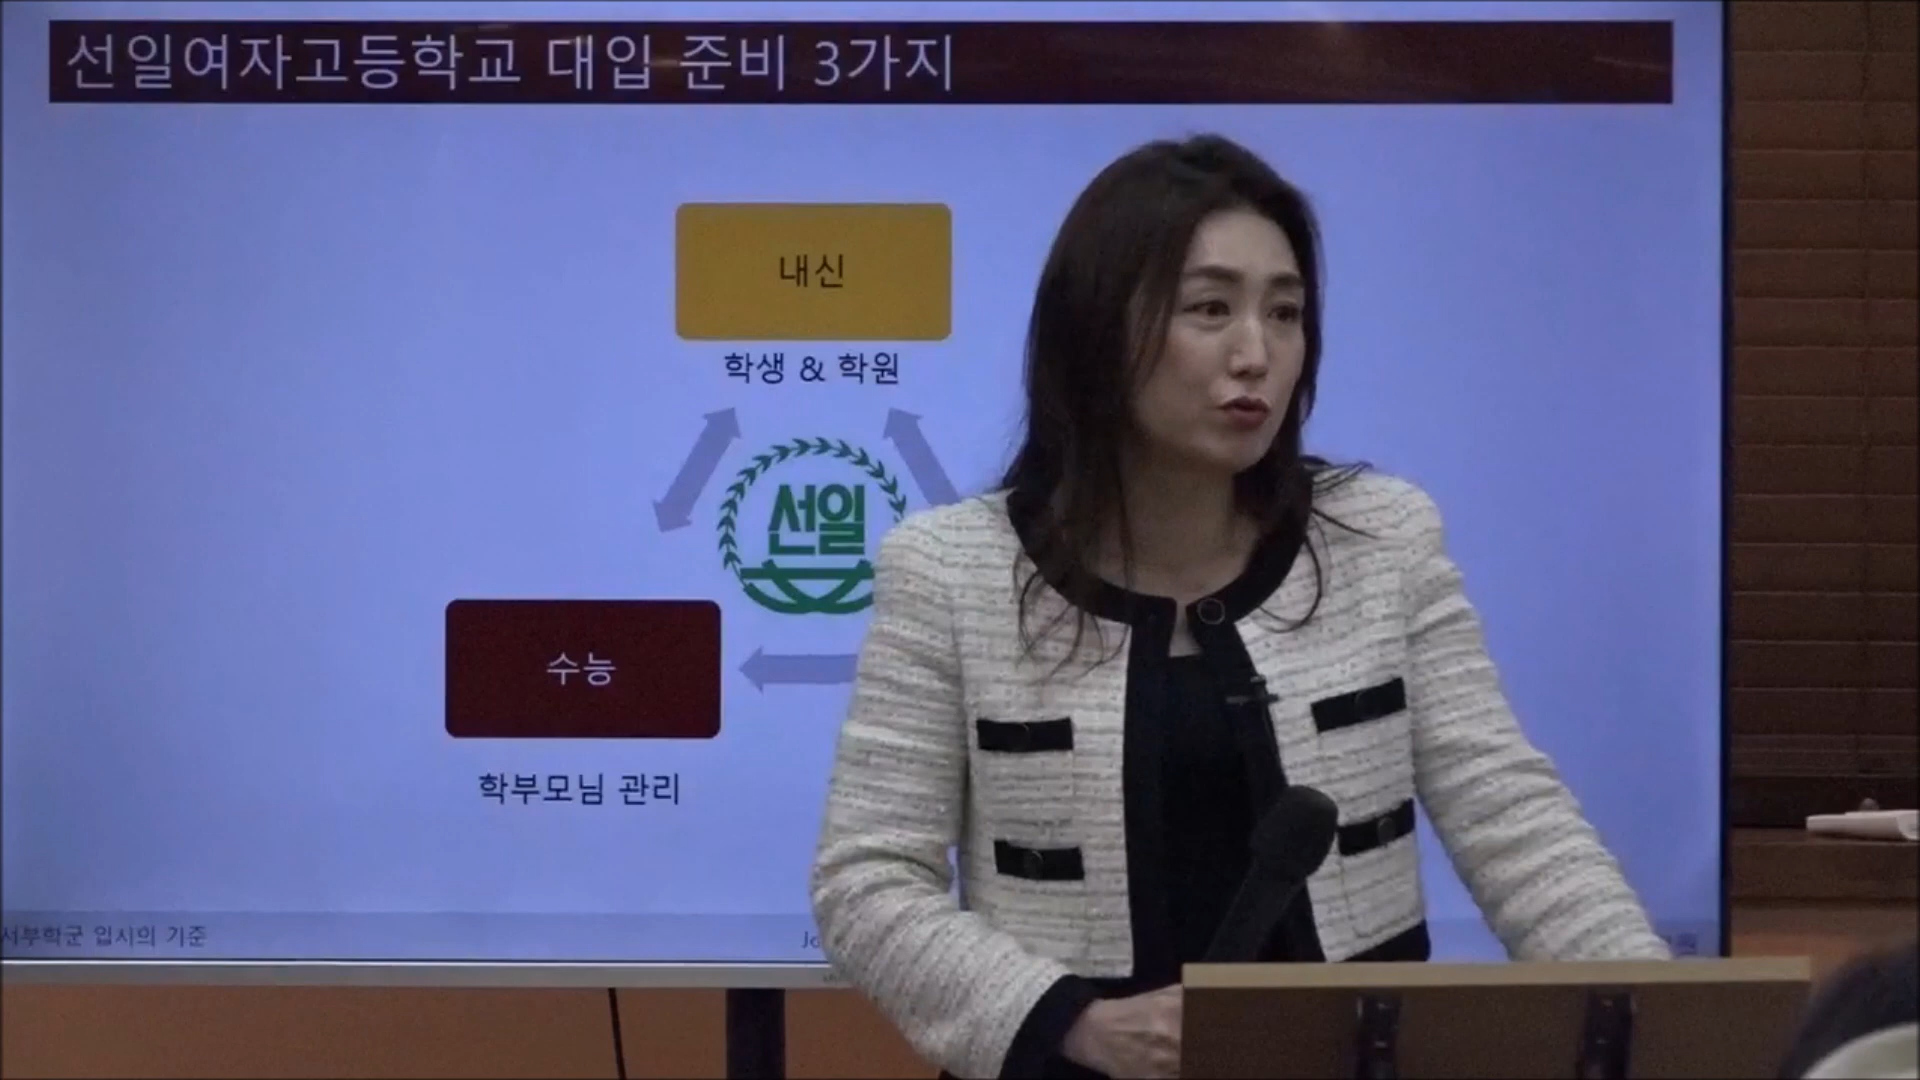 선일여자고등학교 대입 준비 3가지
내신
학생 & 학원
선일
수능
학부모님 관리
서부학군 입시의 기준